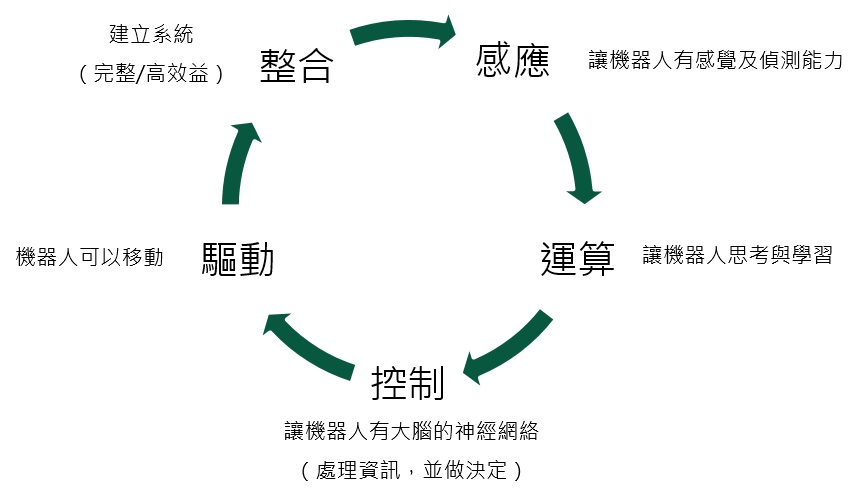 建立系統
（完整/高效益）
整合
感應
讓機器人有感覺及偵測能力
運算
讓機器人思考與學習
控制
讓機器人有大腦的神經網絡
（處理資訊，並做決定）
驅動
機器人可以移動